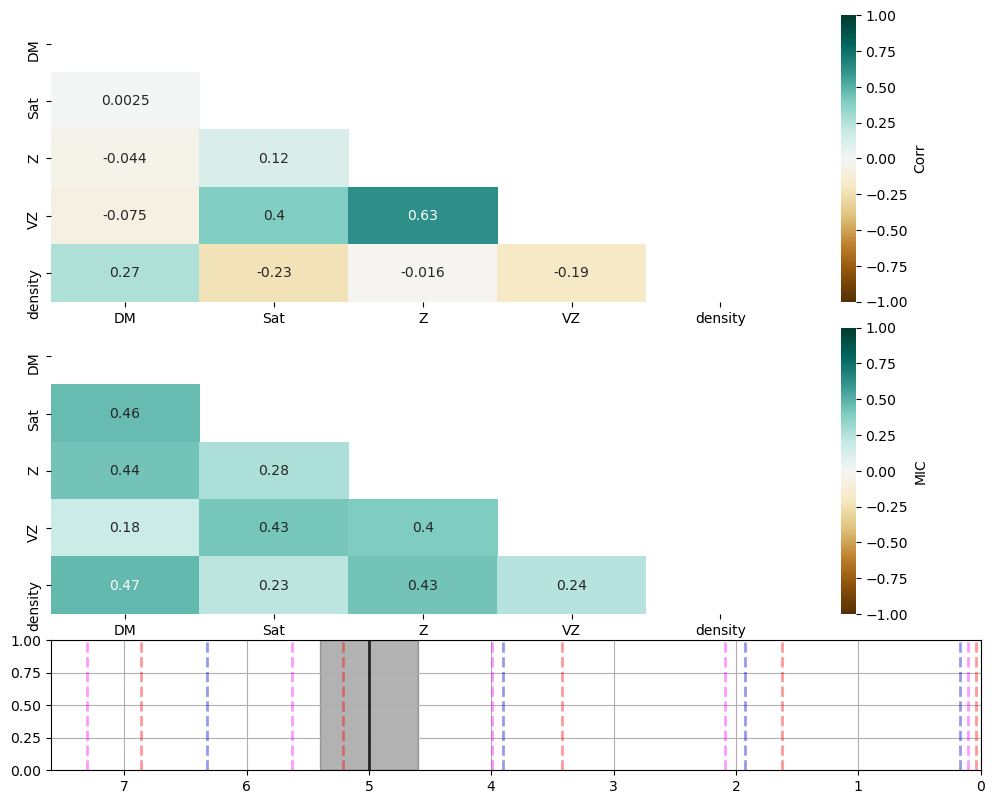 DM
Sat
Z
VZ
density
0.0025
-0.044 0.12
-0.075 0.4 0.63
0.27 -0.23 -0.016 -0.19
DM Sat Z VZ density
1.00
0.75
0.50
0.25
0.00
−0.25
−0.50
−0.75
−1.00
Corr
DM
Sat
Z
VZ
density
0.46
0.44 0.28
0.18 0.43 0.4
0.47 0.23 0.43 0.24
DM Sat Z VZ density
1.00
0.75
0.50
0.25
0.00
−0.25
−0.50
−0.75
−1.00
MIC
1.00
0.75
0.50
0.25
0.00
7 6 5 4 3 2 1 0